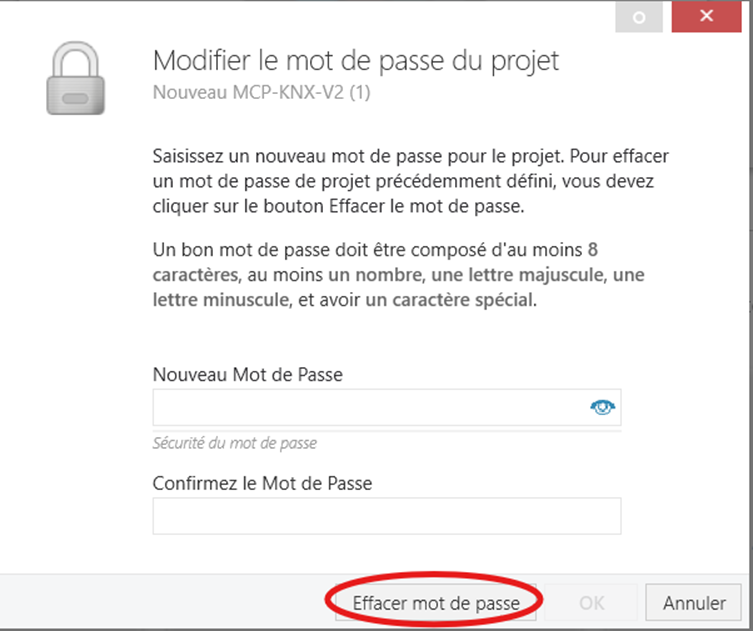 Modifier le mot de passe du projet
Nouveau MCP-KNX-V2 (1)
Saisissez un nouveau mot de passe pour le projet. Pour effacer
un mot de passe de projet précédemment défini, vous devez
cliquer sur le bouton Effacer le mot de passe.
Un bon mot de passe doit être composé d'au moins 8
caractères, au moins un nombre, une lettre majuscule, une
lettre minuscule, et avoir un caractère spécial.
Nouveau Mot de Passe
Sécurité du mot de passe
Confirmez le Mot de Passe
Effacer mot de passe
OK
Annuler